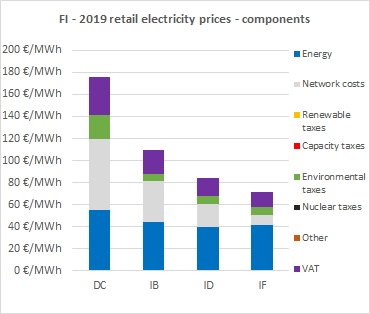 FI - 2019 retail electricity prices - components
200 €/MWh
180 €/MWh
160 €/MWh
140 €/MWh
120 €/MWh
100 €/MWh
80 €/MWh
60 €/MWh
40 €/MWh
20 €/MWh
0 €/MWh
DC
IB
ID
IF
Energy
Network costs
Renewable
taxes
Capacity taxes
Environmental
taxes
Nuclear taxes
Other
VAT